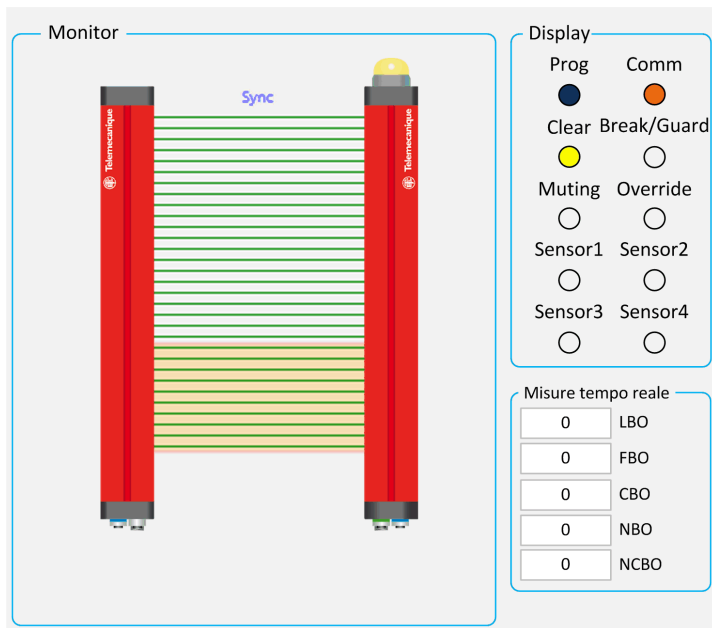 Monitor
Sync
Telemecanique
Telemecanique
Display
Prog Comm
Clear Break/Guard
Muting Override
Sensor1 Sensor2
Sensor3 Sensor4
Misure tempo reale
0 LBO
0 FBO
0 CBO
0 NBO
0 NCBO